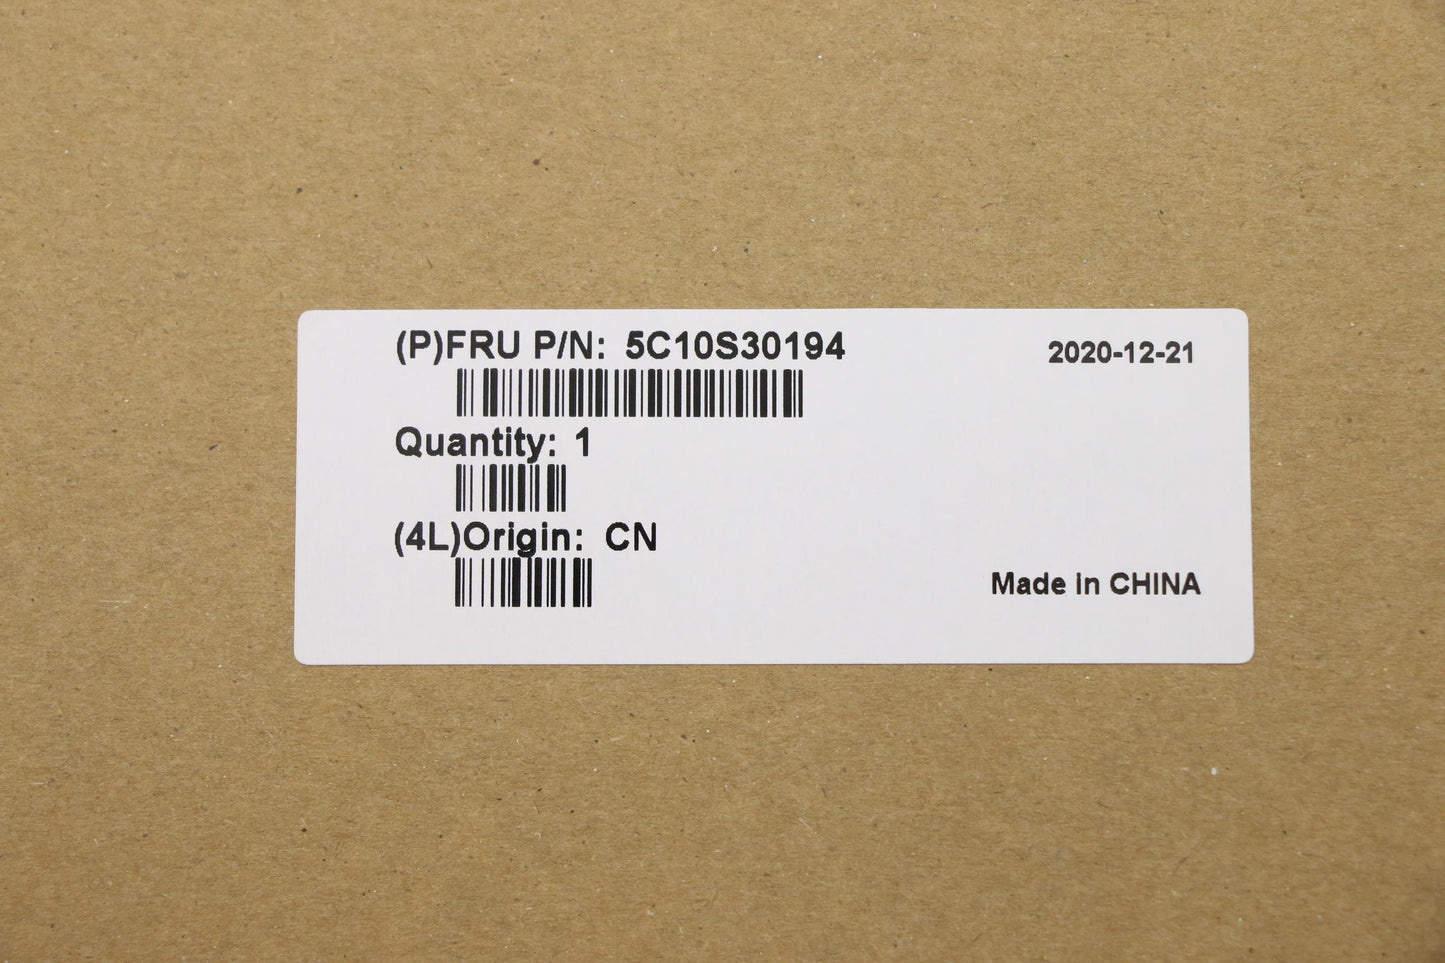 (P)FRU P/N: 5C10S30194
2020-12-21
Quantity: 1
(4L)Origin: CN
Made in CHINA